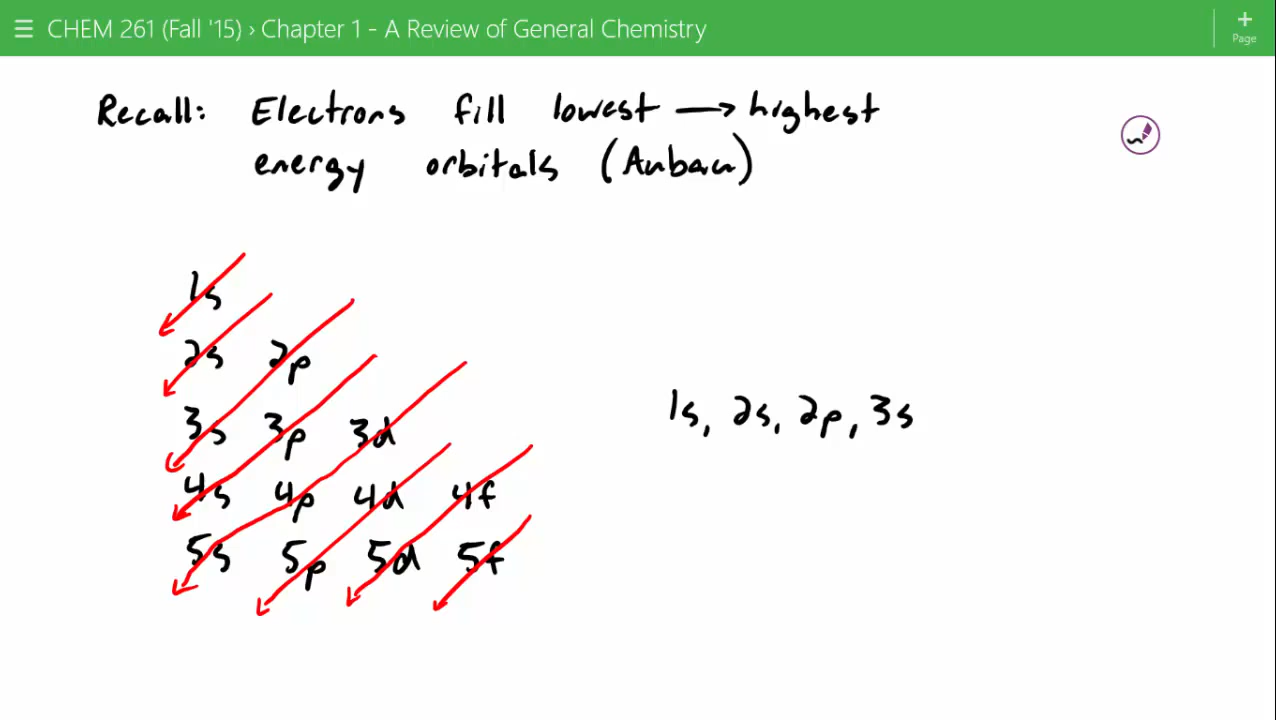 CHEM 261 (Fall '15) › Chapter 1 - A Review of General Chemistry
Page
Recall: Electrons fill lowest → highest
energy orbitals (Aubau)
1s
2s 2p
3s 3p 3d
4s 4p 4d 4f
5s 5p 5d 5f
1s, 2s, 2p, 3s